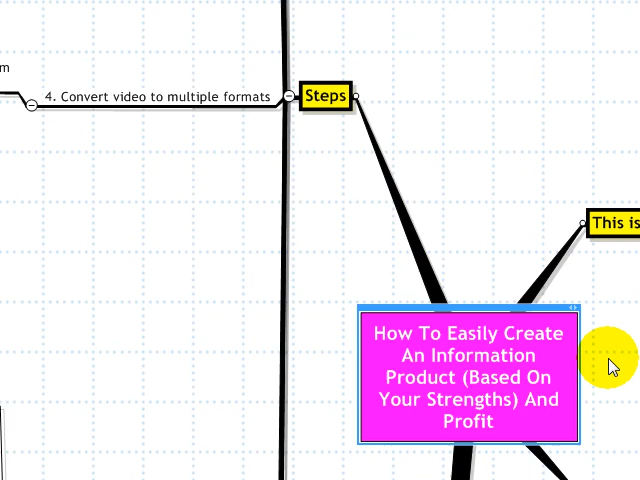 m
4. Convert video to multiple formats
Steps
This is
How To Easily Create
An Information
Product (Based On
Your Strengths) And
Profit